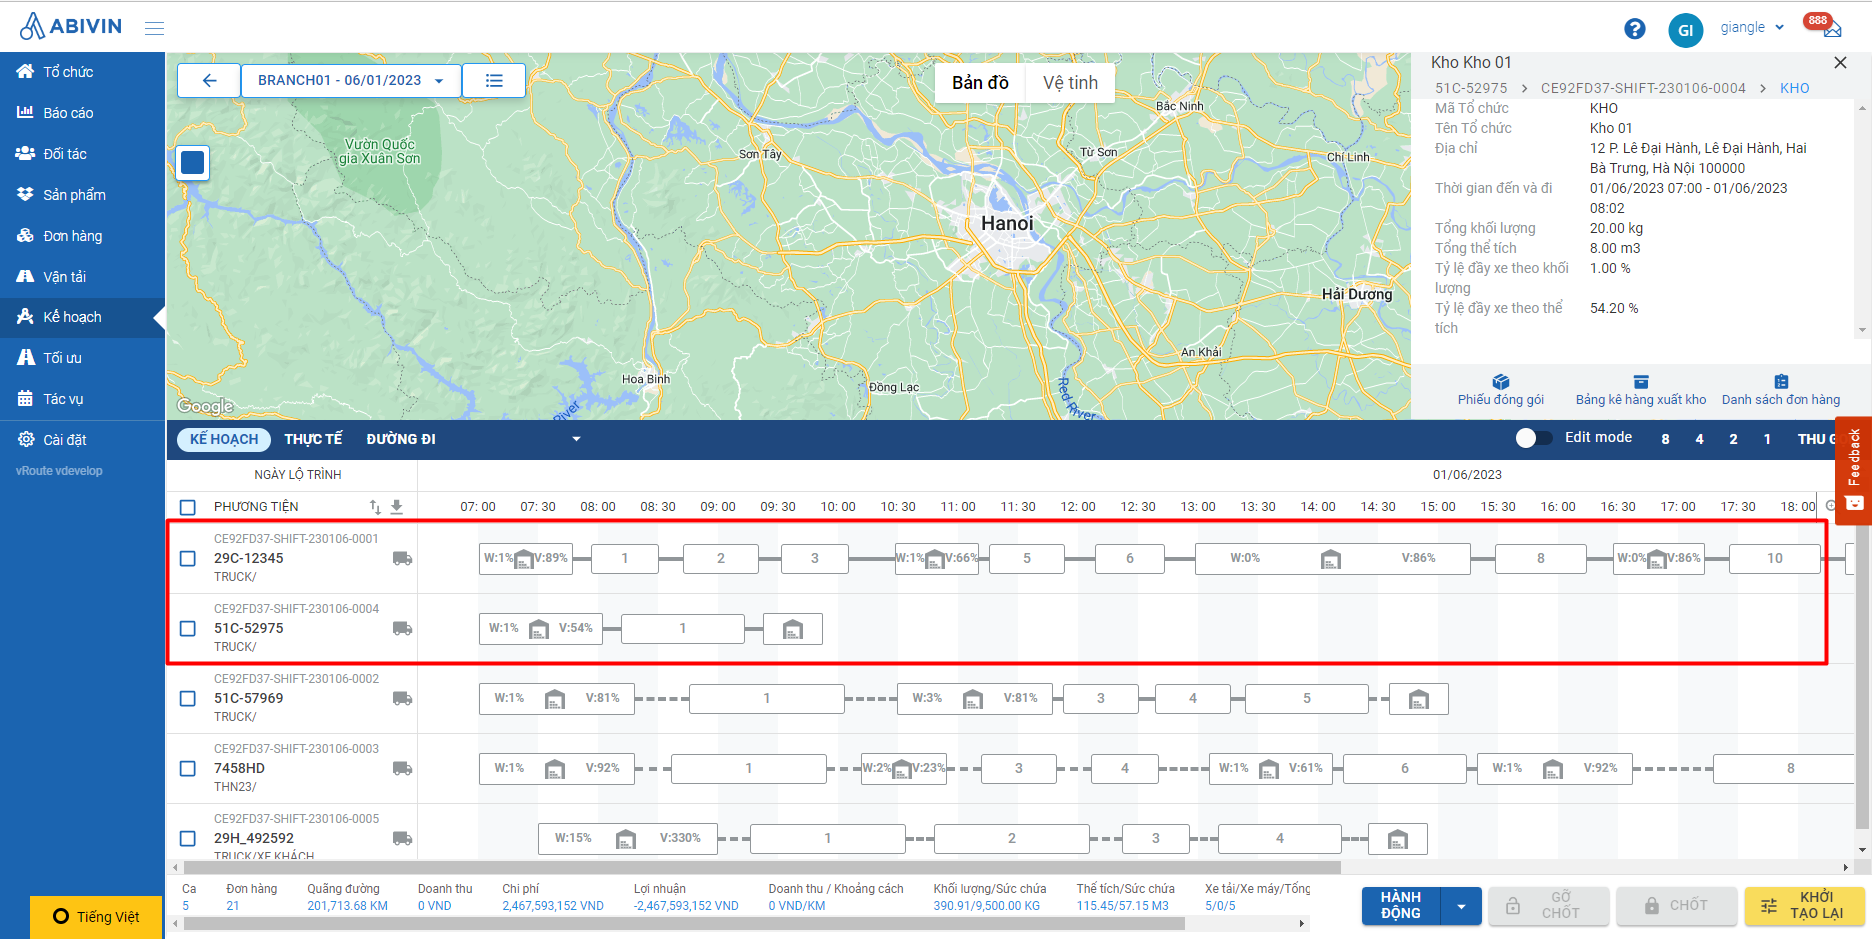 ABIVIN
GI
giangle
888
Tổ chức
Báo cáo
Đối tác
Sản phẩm
Đơn hàng
Vận tải
Kế hoạch
Tối ưu
Tác vụ
Cài đặt
vRoute vdevelop
Tiếng Việt
BRANCH01 - 06/01/2023
Bản đồ
Vệ tinh
Vườn Quốc
gia Xuân Sơn
Sơn Tây
Bắc Ninh
Từ Sơn
Chí Linh
Hanoi
Hải Dương
An Khải
Hoa Binh
Đồng Lạc
Red River
River
Google
Kho Kho 01
51C-52975 > CE92FD37-SHIFT-230106-0004 > KHO
Mã Tổ chức KHO
Tên Tổ chức Kho 01
Địa chỉ 12 P. Lê Đại Hành, Lê Đại Hành, Hai
Bà Trưng, Hà Nội 100000
Thời gian đến và đi 01/06/2023 07:00 - 01/06/2023
08:02
Tổng khối lượng 20.00 kg
Tổng thể tích 8.00 m3
Tỷ lệ đầy xe theo khối 1.00 %
lượng
Tỷ lệ đầy xe theo thể 54.20 %
tích
Phiếu đóng gói Bảng kê hàng xuất kho Danh sách đơn hàng
Feedback
KẾ HOẠCH THỰC TẾ ĐƯỜNG ĐI Edit mode 8 4 2 1 THU GỌ
NGÀY LỘ TRÌNH 01/06/2023
PHƯƠNG TIỆN 07: 00 07: 30 08: 00 08: 30 09: 00 09: 30 10: 00 10: 30 11: 00 11: 30 12: 00 12: 30 13: 00 13: 30 14: 00 14: 30 15: 00 15: 30 16: 00 16: 30 17: 00 17: 30 18: 00
CE92FD37-SHIFT-230106-0001
29C-12345 W:1% V:89% 1 2 3 W:1% V:66% 5 6 W:0% V:86% 8 W:0% V:86% 10
TRUCK/
CE92FD37-SHIFT-230106-0004
51C-52975 W:1% V:54% 1
TRUCK/
CE92FD37-SHIFT-230106-0002
51C-57969 W:1% V:81% 1 W:3% V:81% 3 4 5
TRUCK/
CE92FD37-SHIFT-230106-0003
7458HD W:1% V:92% 1 W:2% V:23% 3 4 W:1% V:61% 6 W:1% V:92% 8
THN23/
CE92FD37-SHIFT-230106-0005
29H_492592 W:15% V:330% 1 2 3 4
TRUCK/XE KHÁCH
Ca Đơn hàng Quãng đường Doanh thu Chi phí Lợi nhuận Doanh thu / Khoảng cách Khối lượng/Sức chứa Thể tích/Sức chứa Xe tải/Xe máy/Tổng
5 21 201,713.68 KM 0 VND 2,467,593,152 VND -2,467,593,152 VND 0 VND/KM 390.91/9,500.00 KG 115.45/57.15 M3 5/0/5
HÀNH
ĐỘNG
GỠ
CHỐT
CHỐT
KHỞI
TẠO LẠI